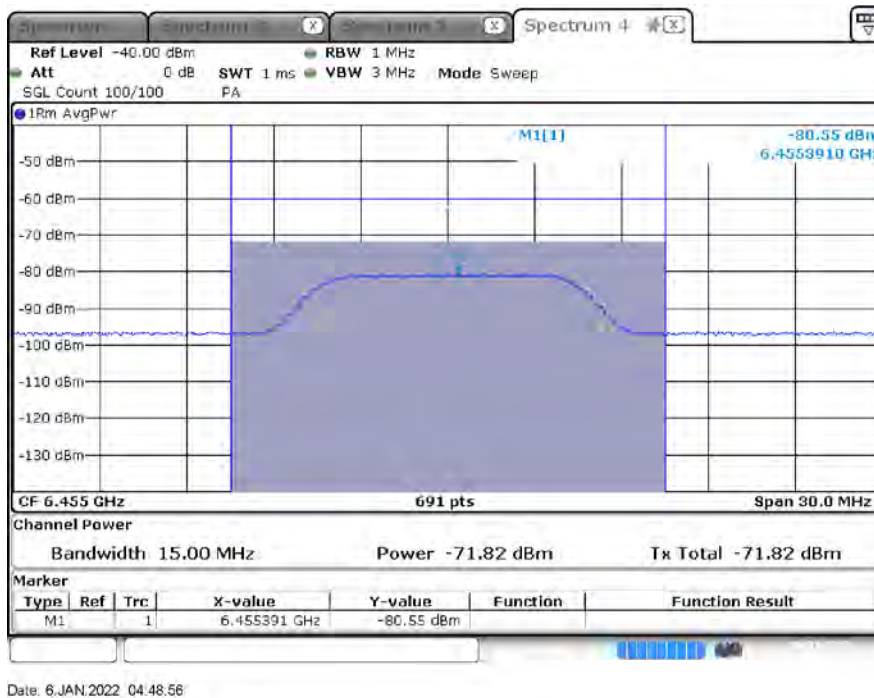 Spectrum 4
Ref Level -40.00 dBm RBW 1 MHz
Att 0 dB SWT 1 ms VBW 3 MHz Mode Sweep
SGL Count 100/100 PA
1Rm AvgPwr
M1[1] -80.55 dBm
6.4553910 GHz
-50 dBm
-60 dBm
-70 dBm
-80 dBm
-90 dBm
-100 dBm
-110 dBm
-120 dBm
-130 dBm
CF 6.455 GHz 691 pts Span 30.0 MHz
Channel Power
Bandwidth 15.00 MHz Power -71.82 dBm Tx Total -71.82 dBm
Marker
Type Ref Trc X-value Y-value Function Function Result
M1 1 6.455391 GHz -80.55 dBm
Date: 6.JAN.2022 04:48:56